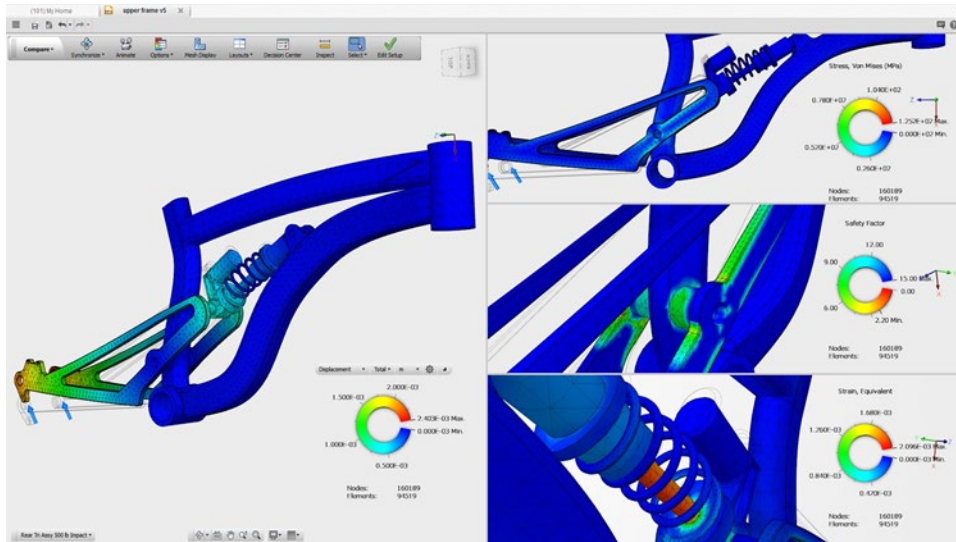 (101) My Home
upper frame v5
Compare
Synchronize
Animate
Options
Mesh Display
Layouts
Decision Center
Inspect
Select
Edit Setup
TOP
Z
Displacement
Total
m
2.000E-03
1.500E-03
2.403E-03 Max.
0.000E-03 Min.
1.000E-03
0.500E-03
Nodes: 160189
Elements: 94519
Rear Tri Assy 300 lb Impact
Stress, Von Mises (MPa)
1.040E+02
0.780E+02
1.252E+02 Max.
0.000E+02 Min.
0.520E+02
0.260E+02
Nodes: 160189
Elements: 94519
Z
Safety Factor
12.00
9.00
15.00 Max.
0.00
6.00
2.20 Min.
Nodes: 160189
Elements: 94519
X
Strain, Equivalent
1.680E-03
1.260E-03
2.096E-03 Max.
0.000E-03 Min.
0.840E-03
0.420E-03
Nodes: 160189
Elements: 94519
Z
X